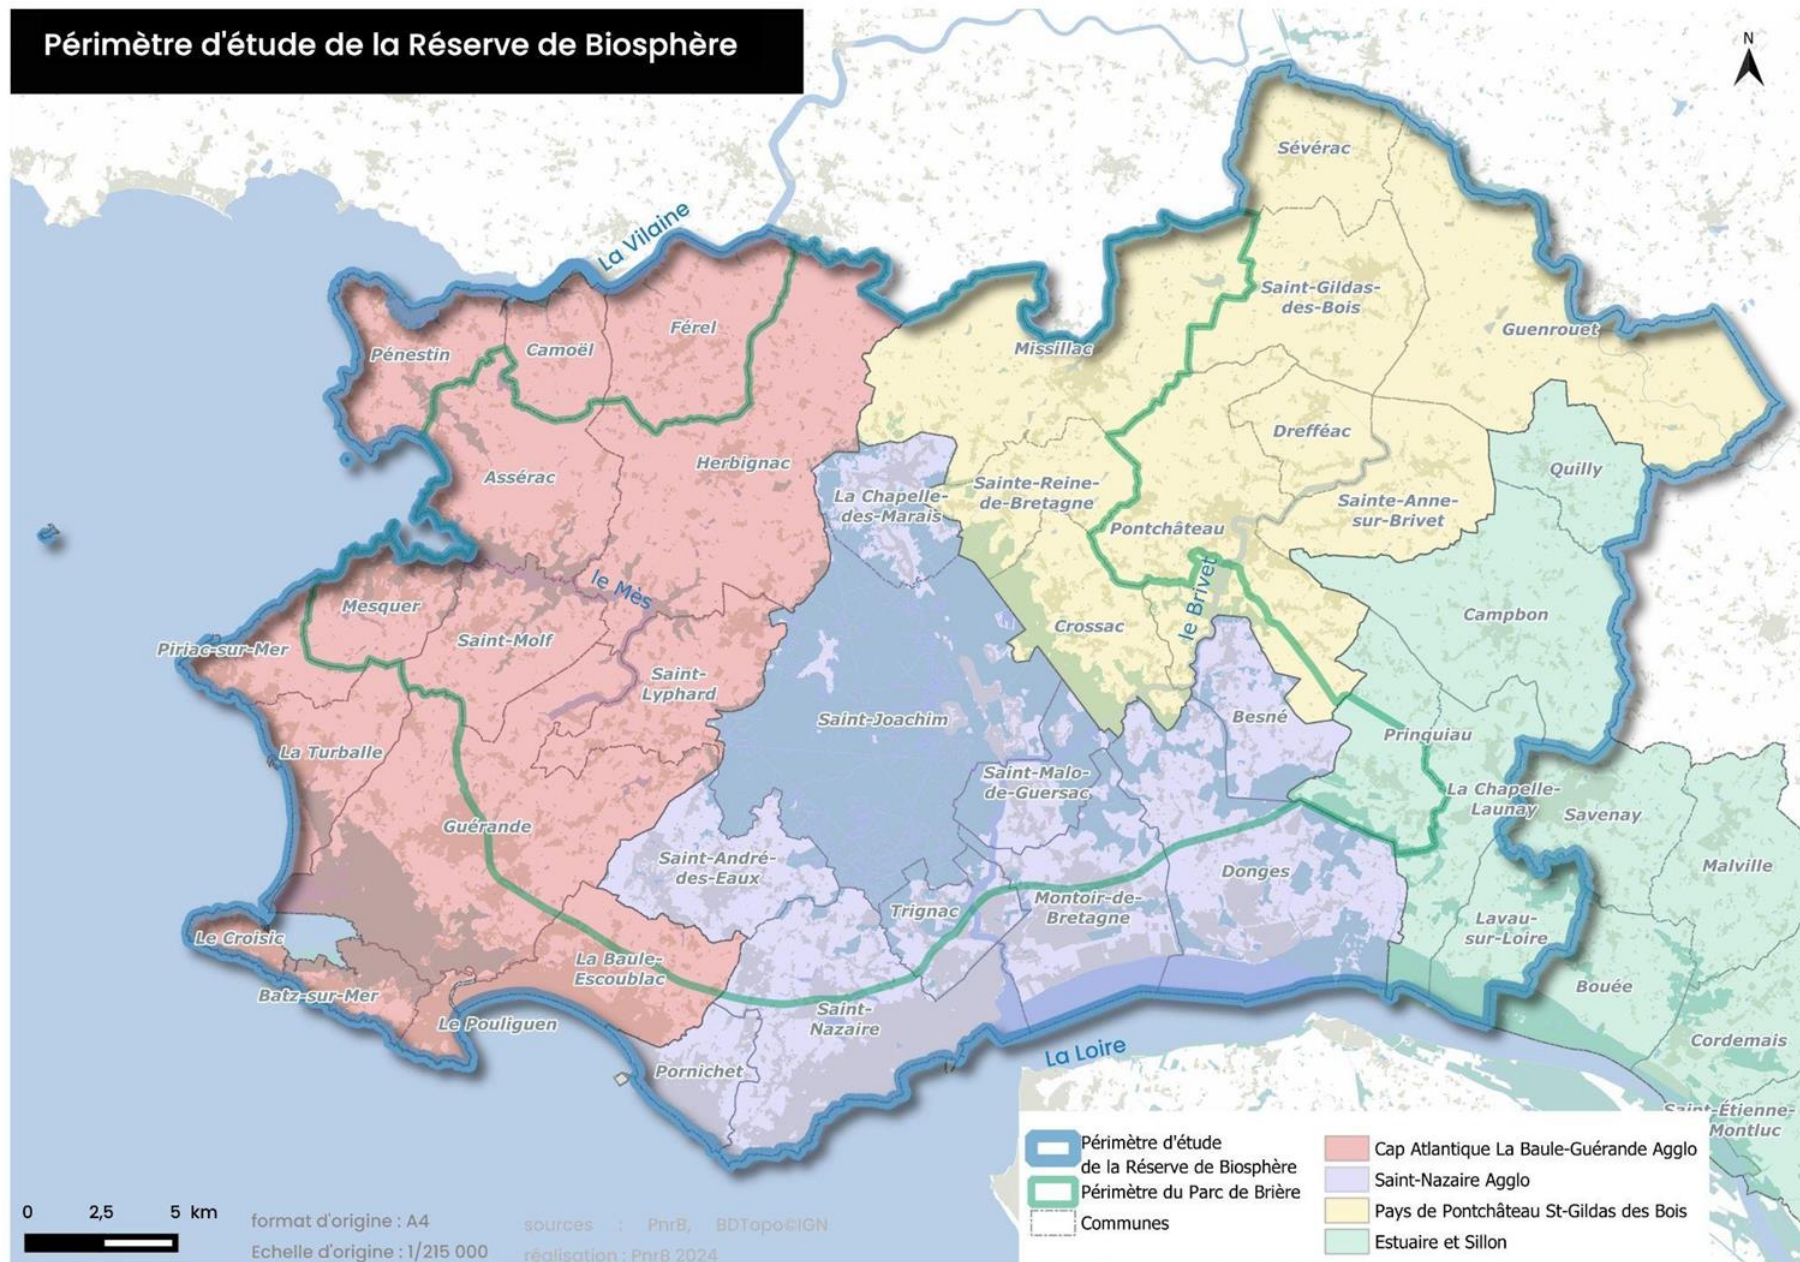 Périmètre d'étude de la Réserve de Biosphère
N
Sévérac
La Vilaine
Saint-Gildas-
des-Bois
Guenrouet
Férel
Camoël
Pénestin
Missillac
Drefféac
Herbignac
Assérac
Quilly
La Chapelle-
des-Marais
Sainte-Reine-
de-Bretagne
Sainte-Anne-
sur-Brivet
Pontchâteau
le Mès
le Brivet
Mesquer
Saint-Molf
Piriac-sur-Mer
Crossac
Campbon
Saint-
Lyphard
Saint-Joachim
Besné
Prinquiau
La Turballe
Saint-Malo-
de-Guersac
La Chapelle-
Launay
Savenay
Guérande
Saint-André-
des-Eaux
Donges
Malville
Trignac
Montoir-de-
Bretagne
Lavau-
sur-Loire
Le Croisic
La Baule-
Escoublac
Batz-sur-Mer
Bouée
Le Pouliguen
Saint-
Nazaire
La Loire
Cordemais
Pornichet
Saint-Étienne-
Montluc
Périmètre d'étude
de la Réserve de Biosphère
Périmètre du Parc de Brière
Communes
Cap Atlantique La Baule-Guérande Agglo
Saint-Nazaire Agglo
Pays de Pontchâteau St-Gildas des Bois
Estuaire et Sillon
0 2,5 5 km
format d'origine : A4
Echelle d'origine : 1/215 000
sources : PnrB, BDTopo©IGN
réalisation : PnrB 2024